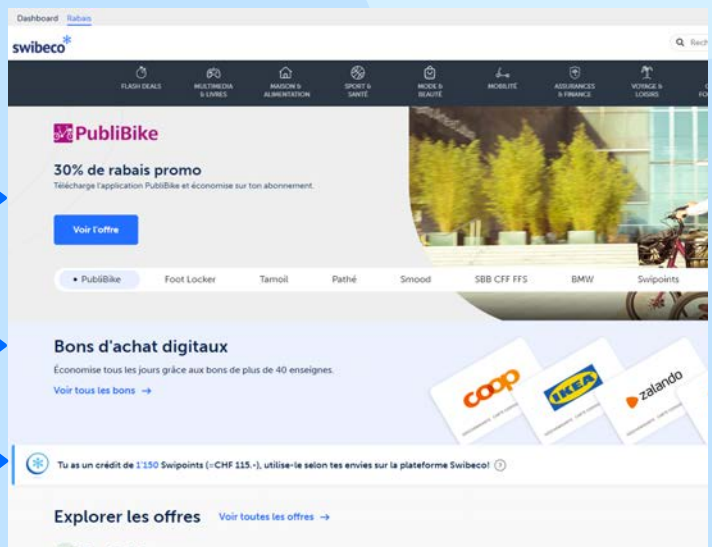 Dashboard Rabais
swibeco*
Rech
FLASH DEALS
MULTIMEDIA
& LIVRES
MAISON &
ALIMENTATION
SPORT &
SANTÉ
MODE &
BEAUTÉ
MOBILITÉ
ASSURANCES
& FINANCE
VOYAGE &
LOISIRS
PubliBike
30% de rabais promo
Télécharge l'application PubliBike et économise sur ton abonnement.
Voir l'offre
• PubliBike Foot Locker Tamoil Pathé Smood SBB CFF FFS BMW Swipoints
Bons d'achat digitaux
Économise tous les jours grâce aux bons de plus de 40 enseignes.
Voir tous les bons →
coop
IKEA
zalando
Tu as un crédit de 1'150 Swipoints (=CHF 115.-), utilise-le selon tes envies sur la plateforme Swibeco! ?
Explorer les offres Voir toutes les offres →